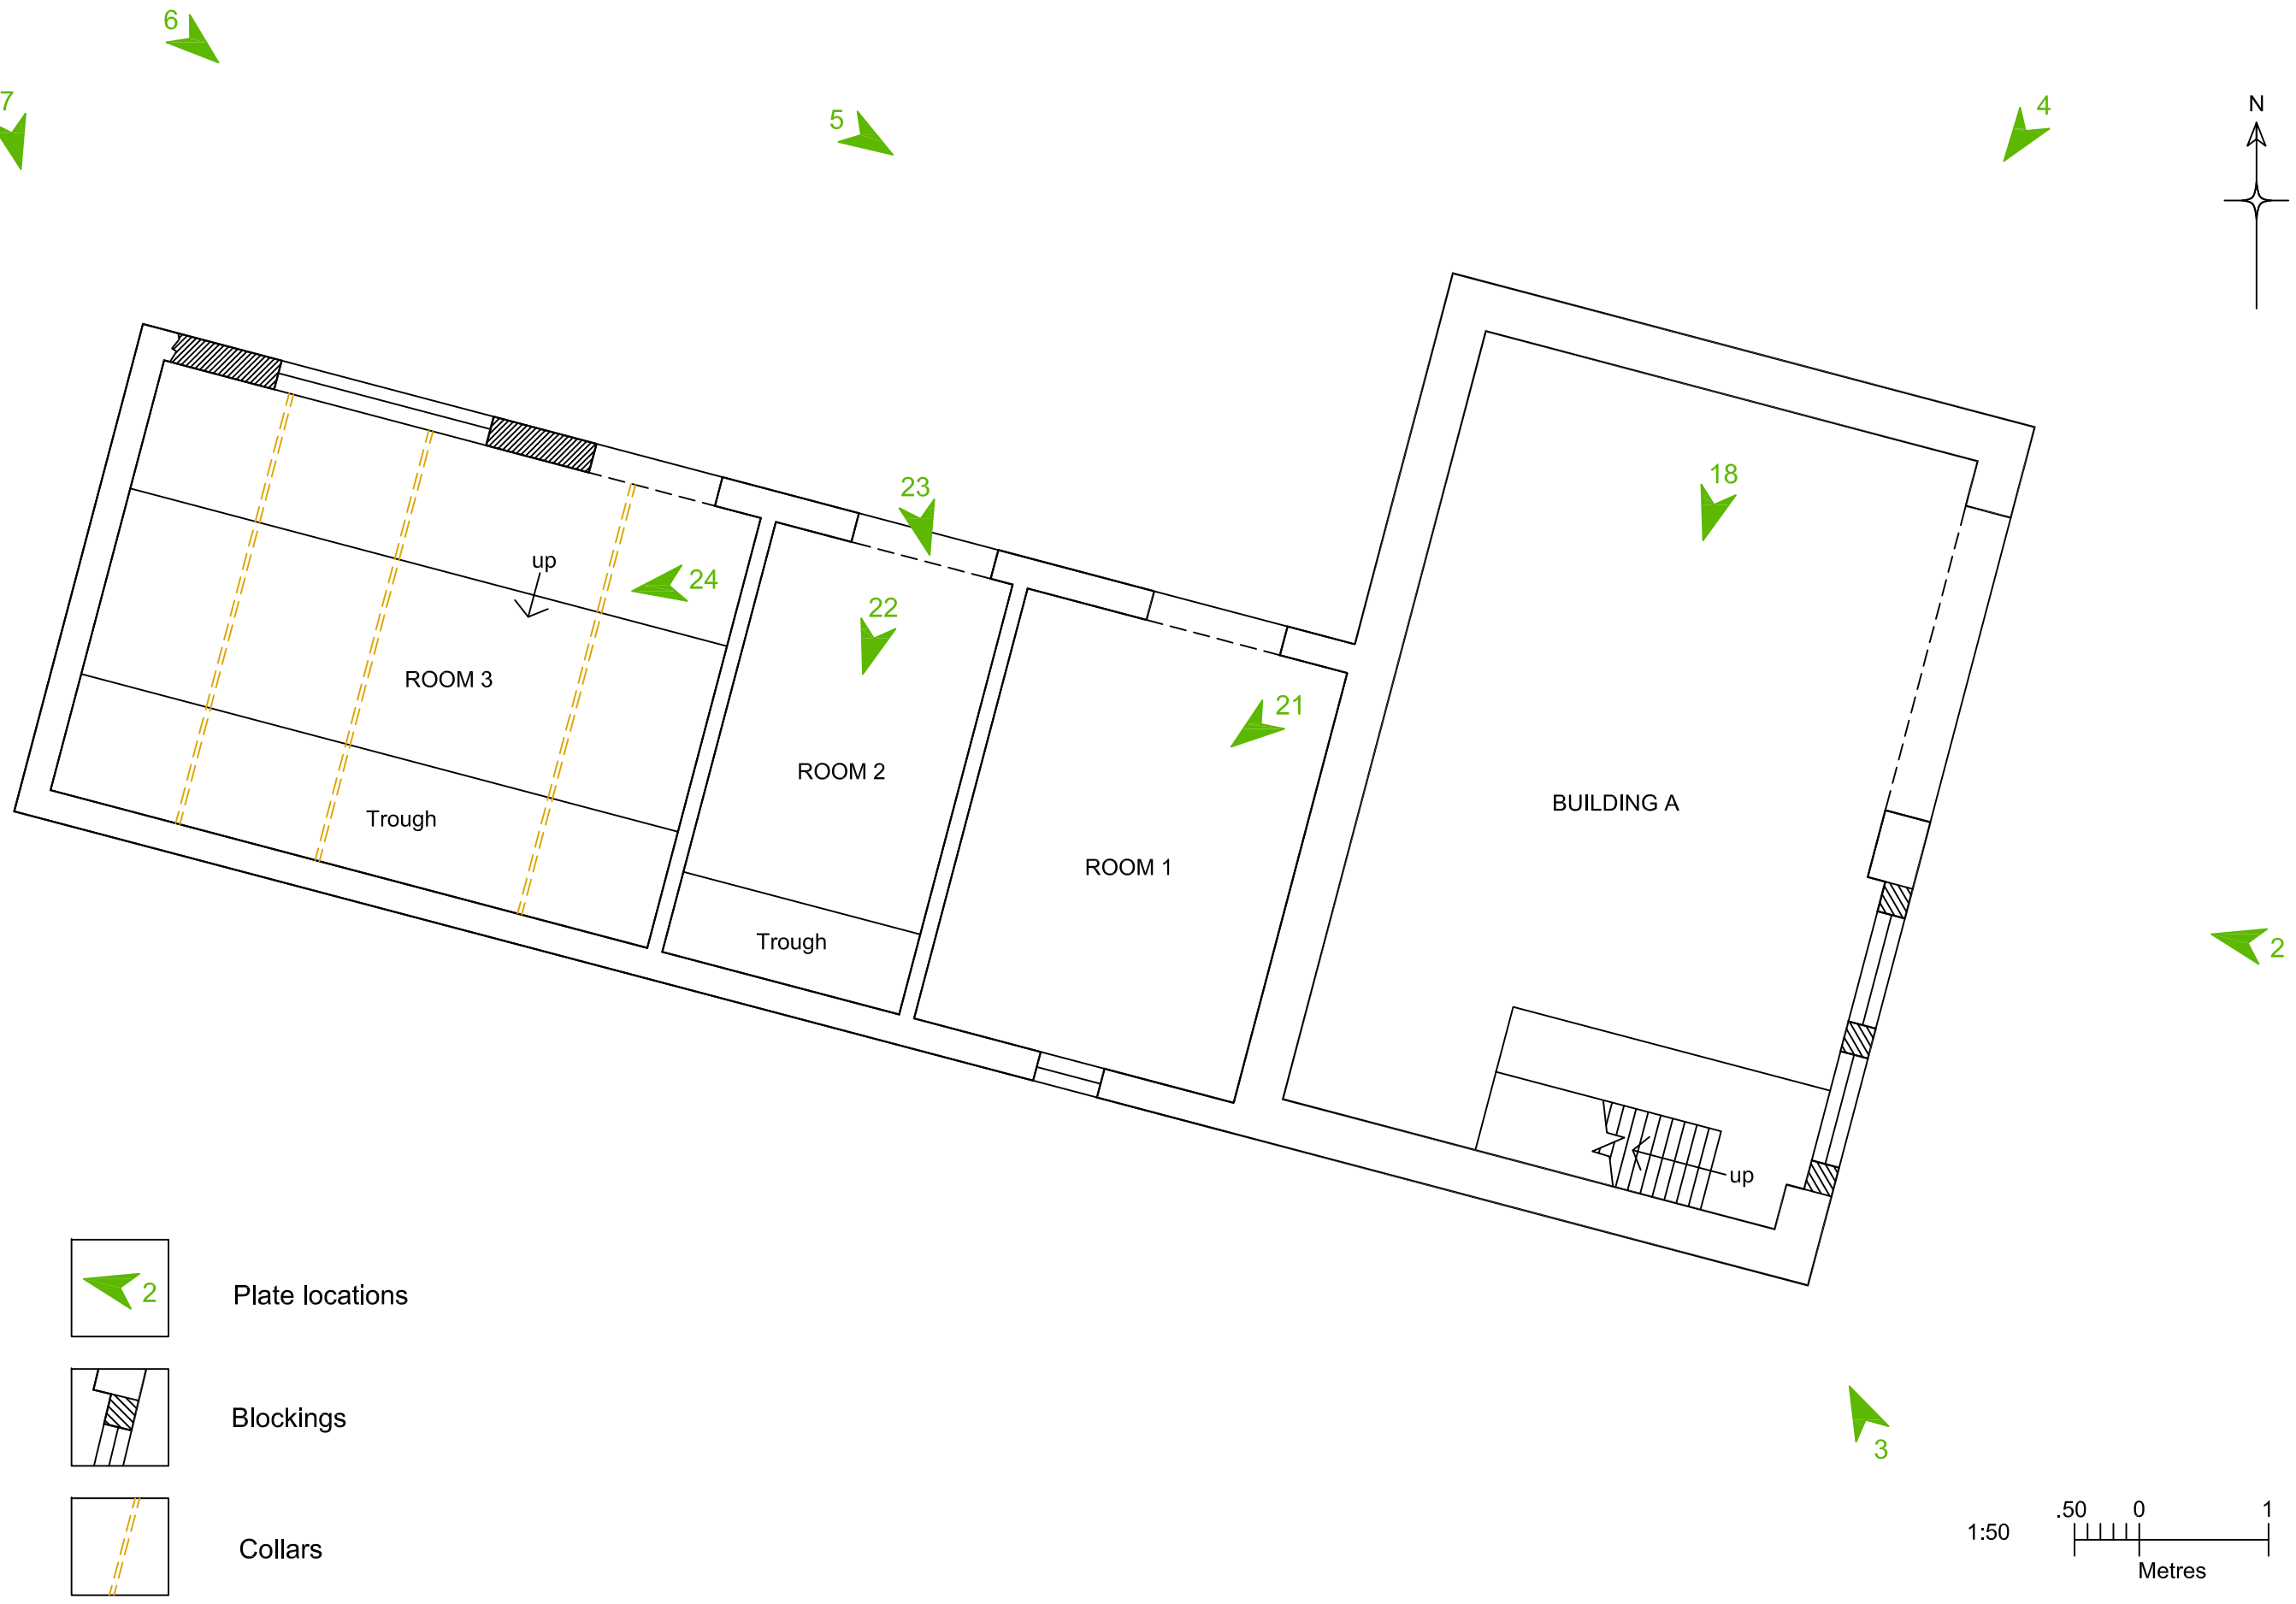 6
7
5
4
N
18
23
24
22
up
ROOM 3
21
ROOM 2
BUILDING A
Trough
ROOM 1
Trough
2
up
2
Plate locations
Blockings
3
Collars
1:50
.50 0 1
Metres